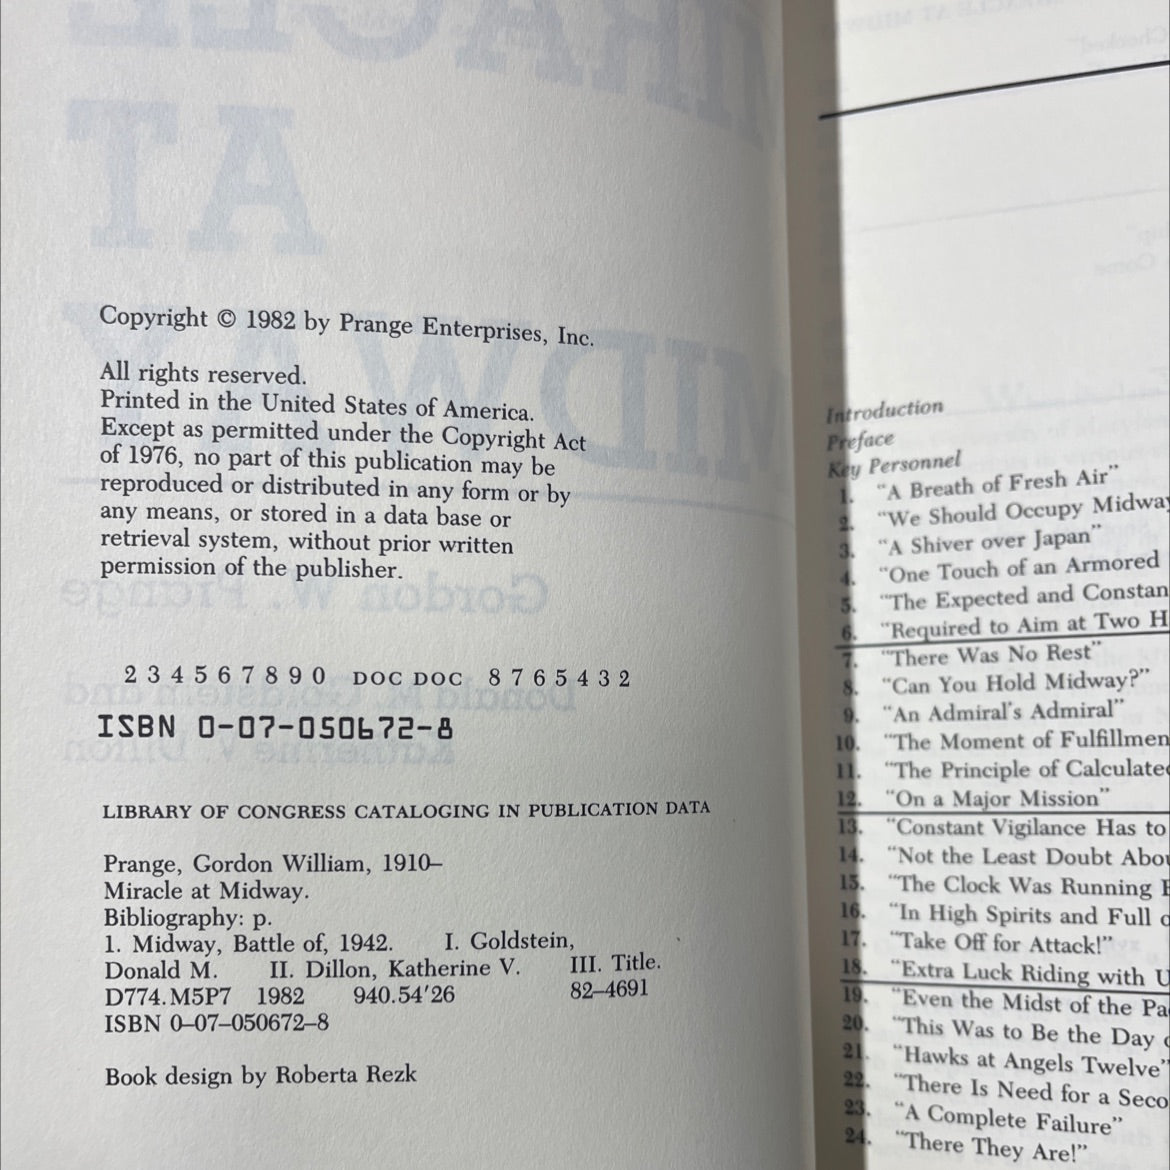 Copyright © 1982 by Prange Enterprises, Inc.
All rights reserved.
Printed in the United States of America.
Except as permitted under the Copyright Act
of 1976, no part of this publication may be
reproduced or distributed in any form or by
any means, or stored in a data base or
retrieval system, without prior written
permission of the publisher.
2 3 4 5 6 7 8 9 0 DOC DOC 8 7 6 5 4 3 2
ISBN 0-07-050672-8
LIBRARY OF CONGRESS CATALOGING IN PUBLICATION DATA
Prange, Gordon William, 1910–
Miracle at Midway.
Bibliography: p.
1. Midway, Battle of, 1942. I. Goldstein,
Donald M. II. Dillon, Katherine V. III. Title.
D774.M5P7 1982 940.54'26 82–4691
ISBN 0–07–050672–8
Book design by Roberta Rezk
Introduction
Preface
Key Personnel
1. "A Breath of Fresh Air"
2. "We Should Occupy Midway
3. "A Shiver over Japan"
4. "One Touch of an Armored
5. "The Expected and
6. "Required to Aim at Two
7. "There Was No Rest"
8. "Can You Hold Midway?"
9. "An Admiral's Admiral"
10. "The Moment of
11. "The Principle of
12. "On a Major Mission"
13. "Constant Vigilance Has to
14. "Not the Least Doubt
15. "The Clock Was Running
16. "In High Spirits and Full
17. "Take Off for Attack!"
18. "Extra Luck Riding with
19. "Even the Midst of the
20. "This Was to Be the Day
21. "Hawks at Angels Twelve"
22. "There Is Need for a
23. "A Complete Failure"
24. "There They Are!"